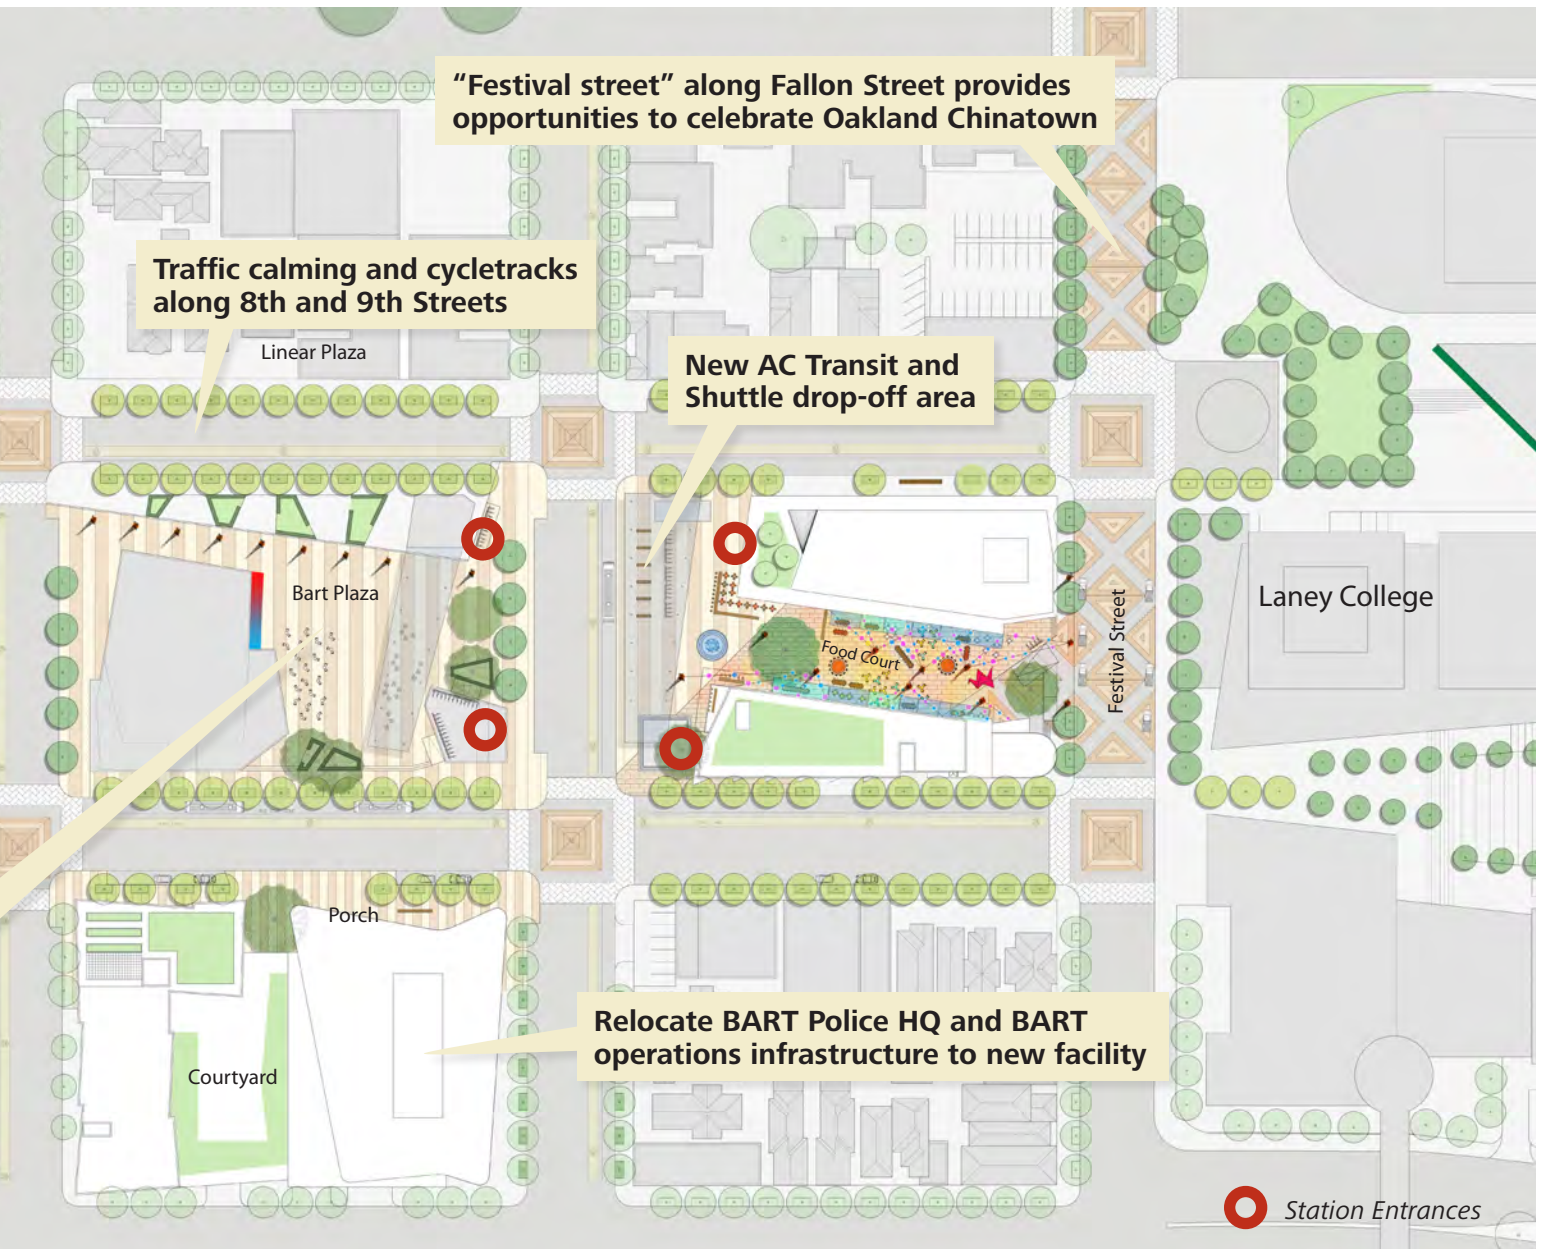 “Festival street” along Fallon Street provides
opportunities to celebrate Oakland Chinatown
Traffic calming and cycletracks
along 8th and 9th Streets
Linear Plaza
New AC Transit and
Shuttle drop-off area
Bart Plaza
Food Court
Festival Street
Laney College
Porch
Relocate BART Police HQ and BART
operations infrastructure to new facility
Courtyard
Station Entrances